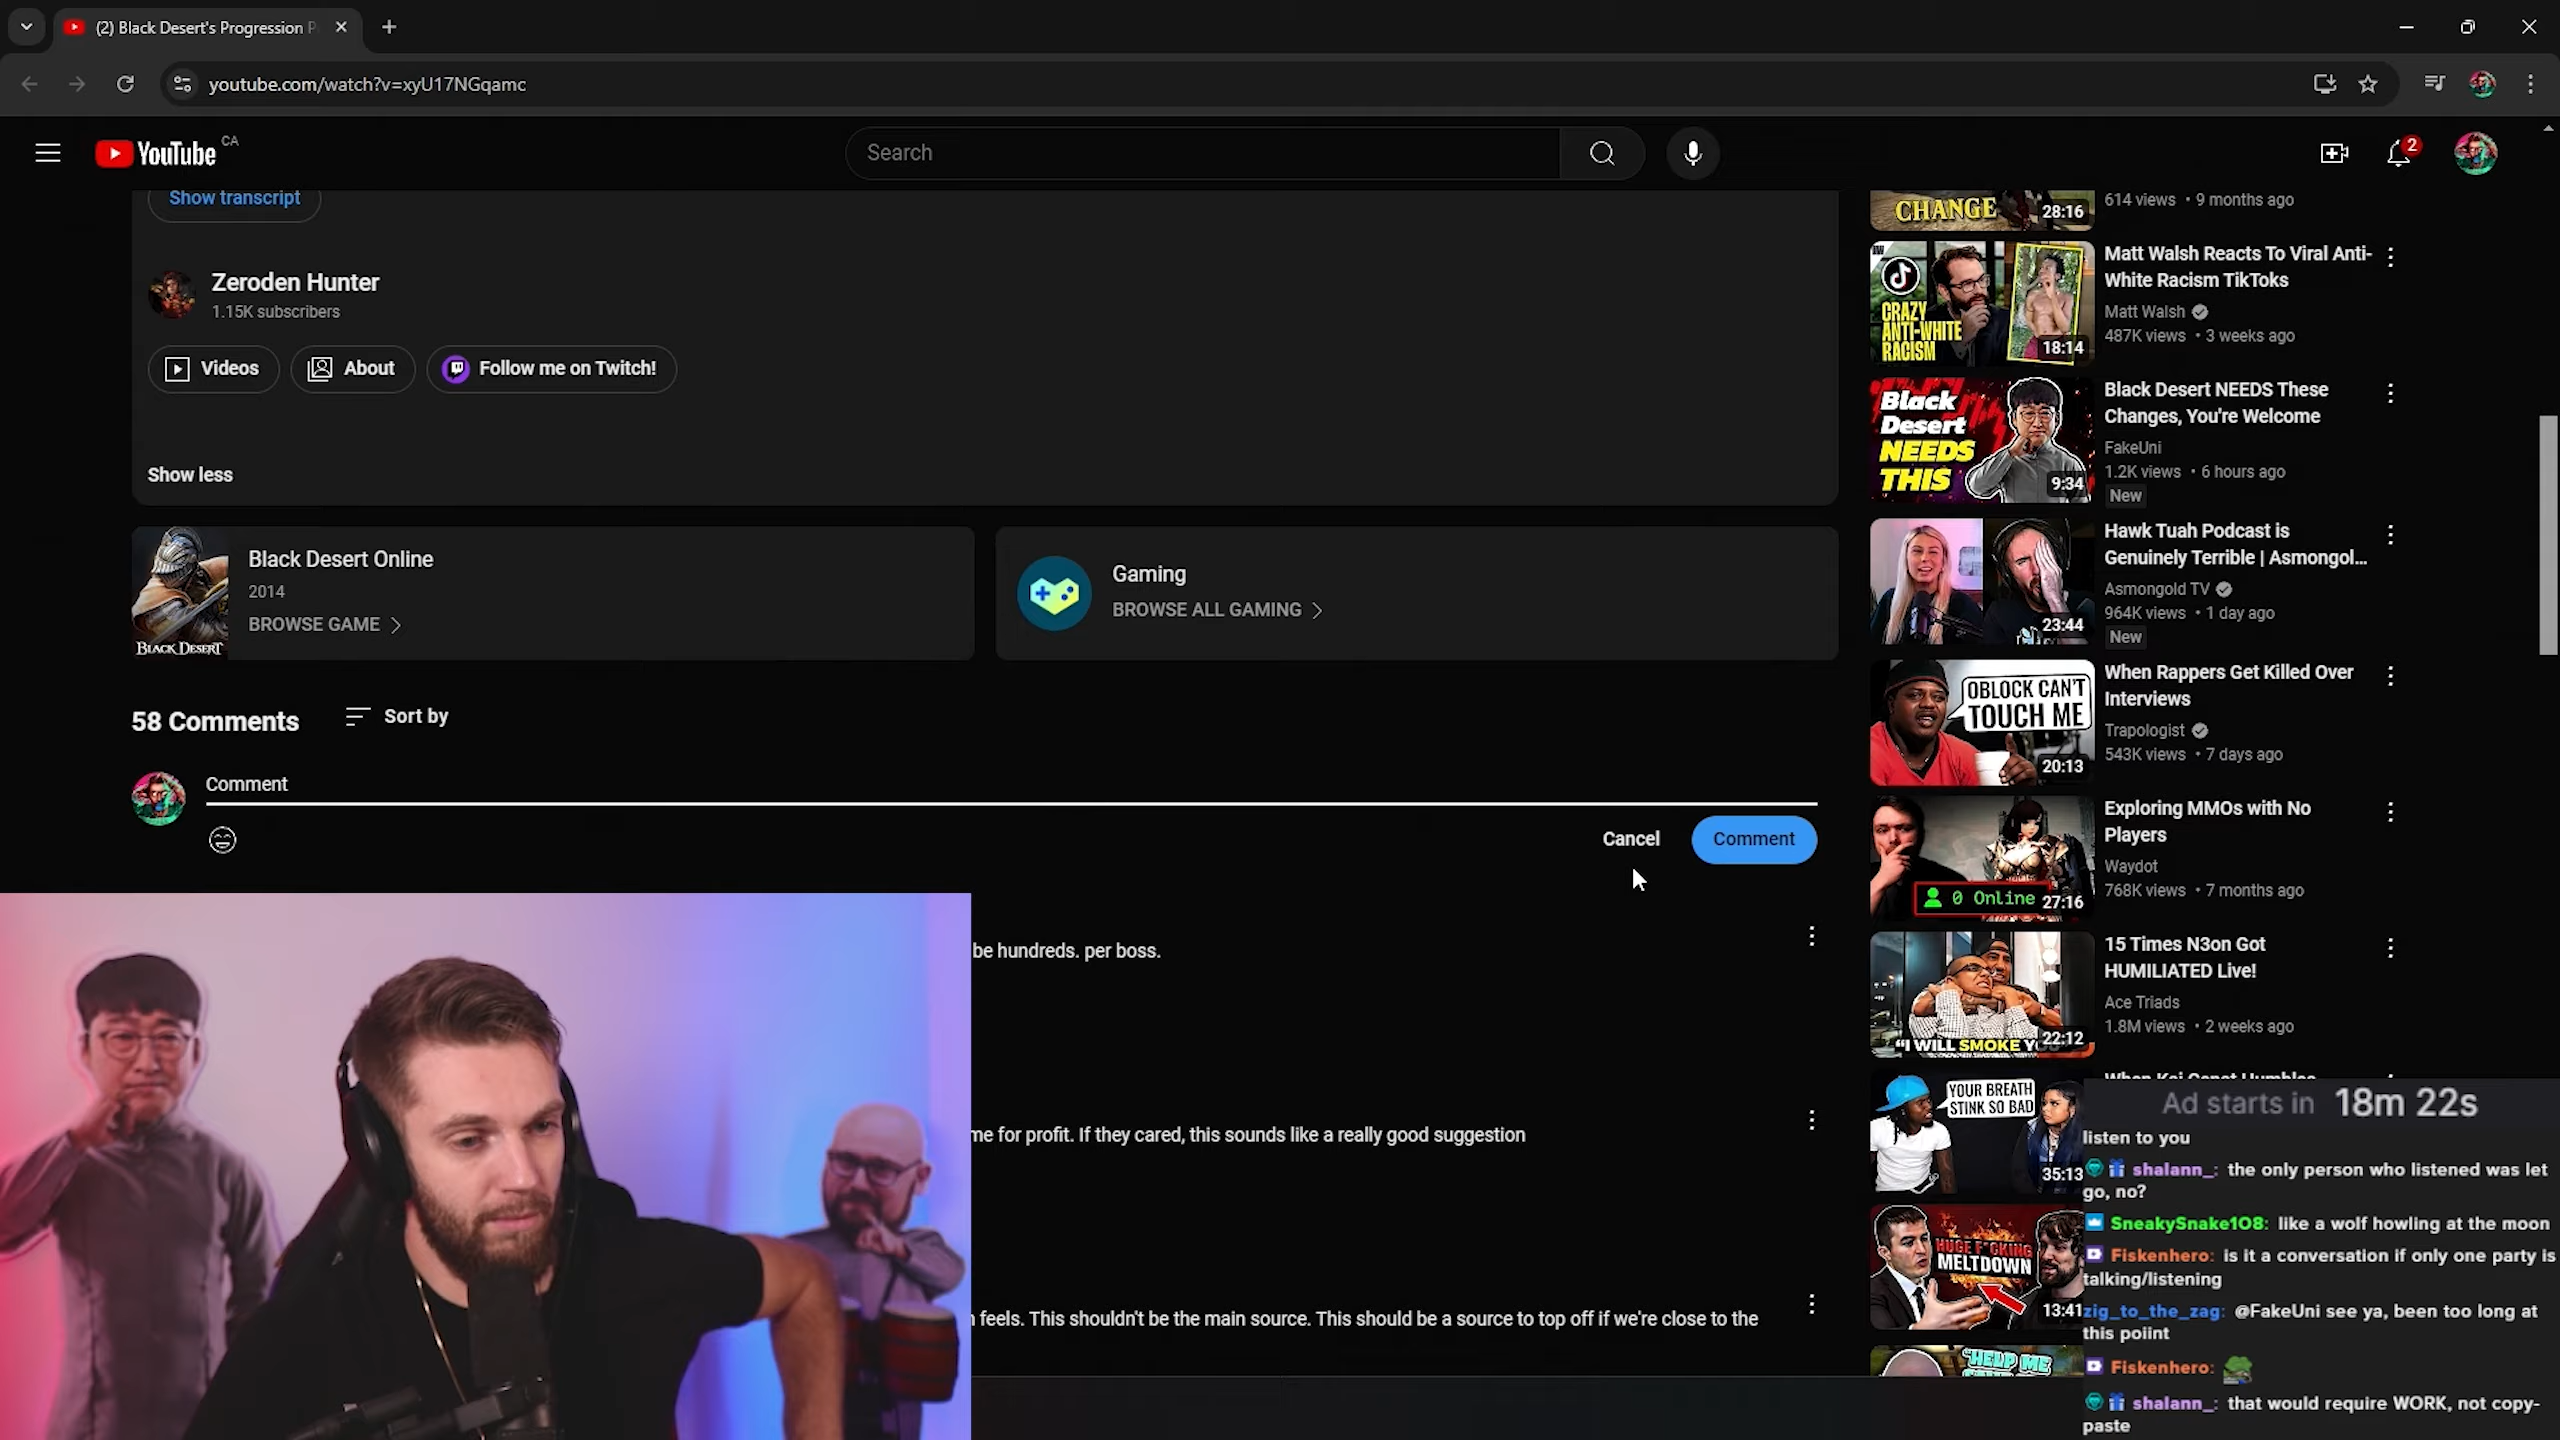 (2) Black Desert's Progression P
youtube.com/watch?v=xyU17NGqamc
YouTube CA
Search
2
Show transcript
Zeroden Hunter
1.15K subscribers
Videos
About
Follow me on Twitch!
Show less
BLACK DESERT
Black Desert Online
2014
BROWSE GAME
Gaming
BROWSE ALL GAMING
58 Comments
Sort by
Comment
Cancel
Comment
be hundreds. per boss.
me for profit. If they cared, this sounds like a really good suggestion
feels. This shouldn't be the main source. This should be a source to top off if we're close to the
CHANGE
28:16
614 views • 9 months ago
CRAZY
ANTI-WHITE
RACISM
18:14
Matt Walsh Reacts To Viral Anti-
White Racism TikToks
Matt Walsh
487K views • 3 weeks ago
Black
Desert
NEEDS
THIS
9:34
Black Desert NEEDS These
Changes, You're Welcome
FakeUni
1.2K views • 6 hours ago
New
23:44
Hawk Tuah Podcast is
Genuinely Terrible | Asmongol...
Asmongold TV
964K views • 1 day ago
New
OBLOCK CAN'T
TOUCH ME
20:13
When Rappers Get Killed Over
Interviews
Trapologist
543K views • 7 days ago
0 Online
27:16
Exploring MMOs with No
Players
Waydot
768K views • 7 months ago
"I WILL SMOKE
22:12
15 Times N3on Got
HUMILIATED Live!
Ace Triads
1.8M views • 2 weeks ago
YOUR BREATH
STINK SO BAD
35:13
HUGE F*CKING
MELTDOWN
13:41
"HELP ME
Ad starts in 18m 22s
listen to you
shalann_: the only person who listened was let
go, no?
SneakySnake108: like a wolf howling at the moon
Fiskenhero: is it a conversation if only one party is
talking/listening
zig_to_the_zag: @FakeUni see ya, been too long at
this poiint
Fiskenhero:
shalann_: that would require WORK, not copy-
paste